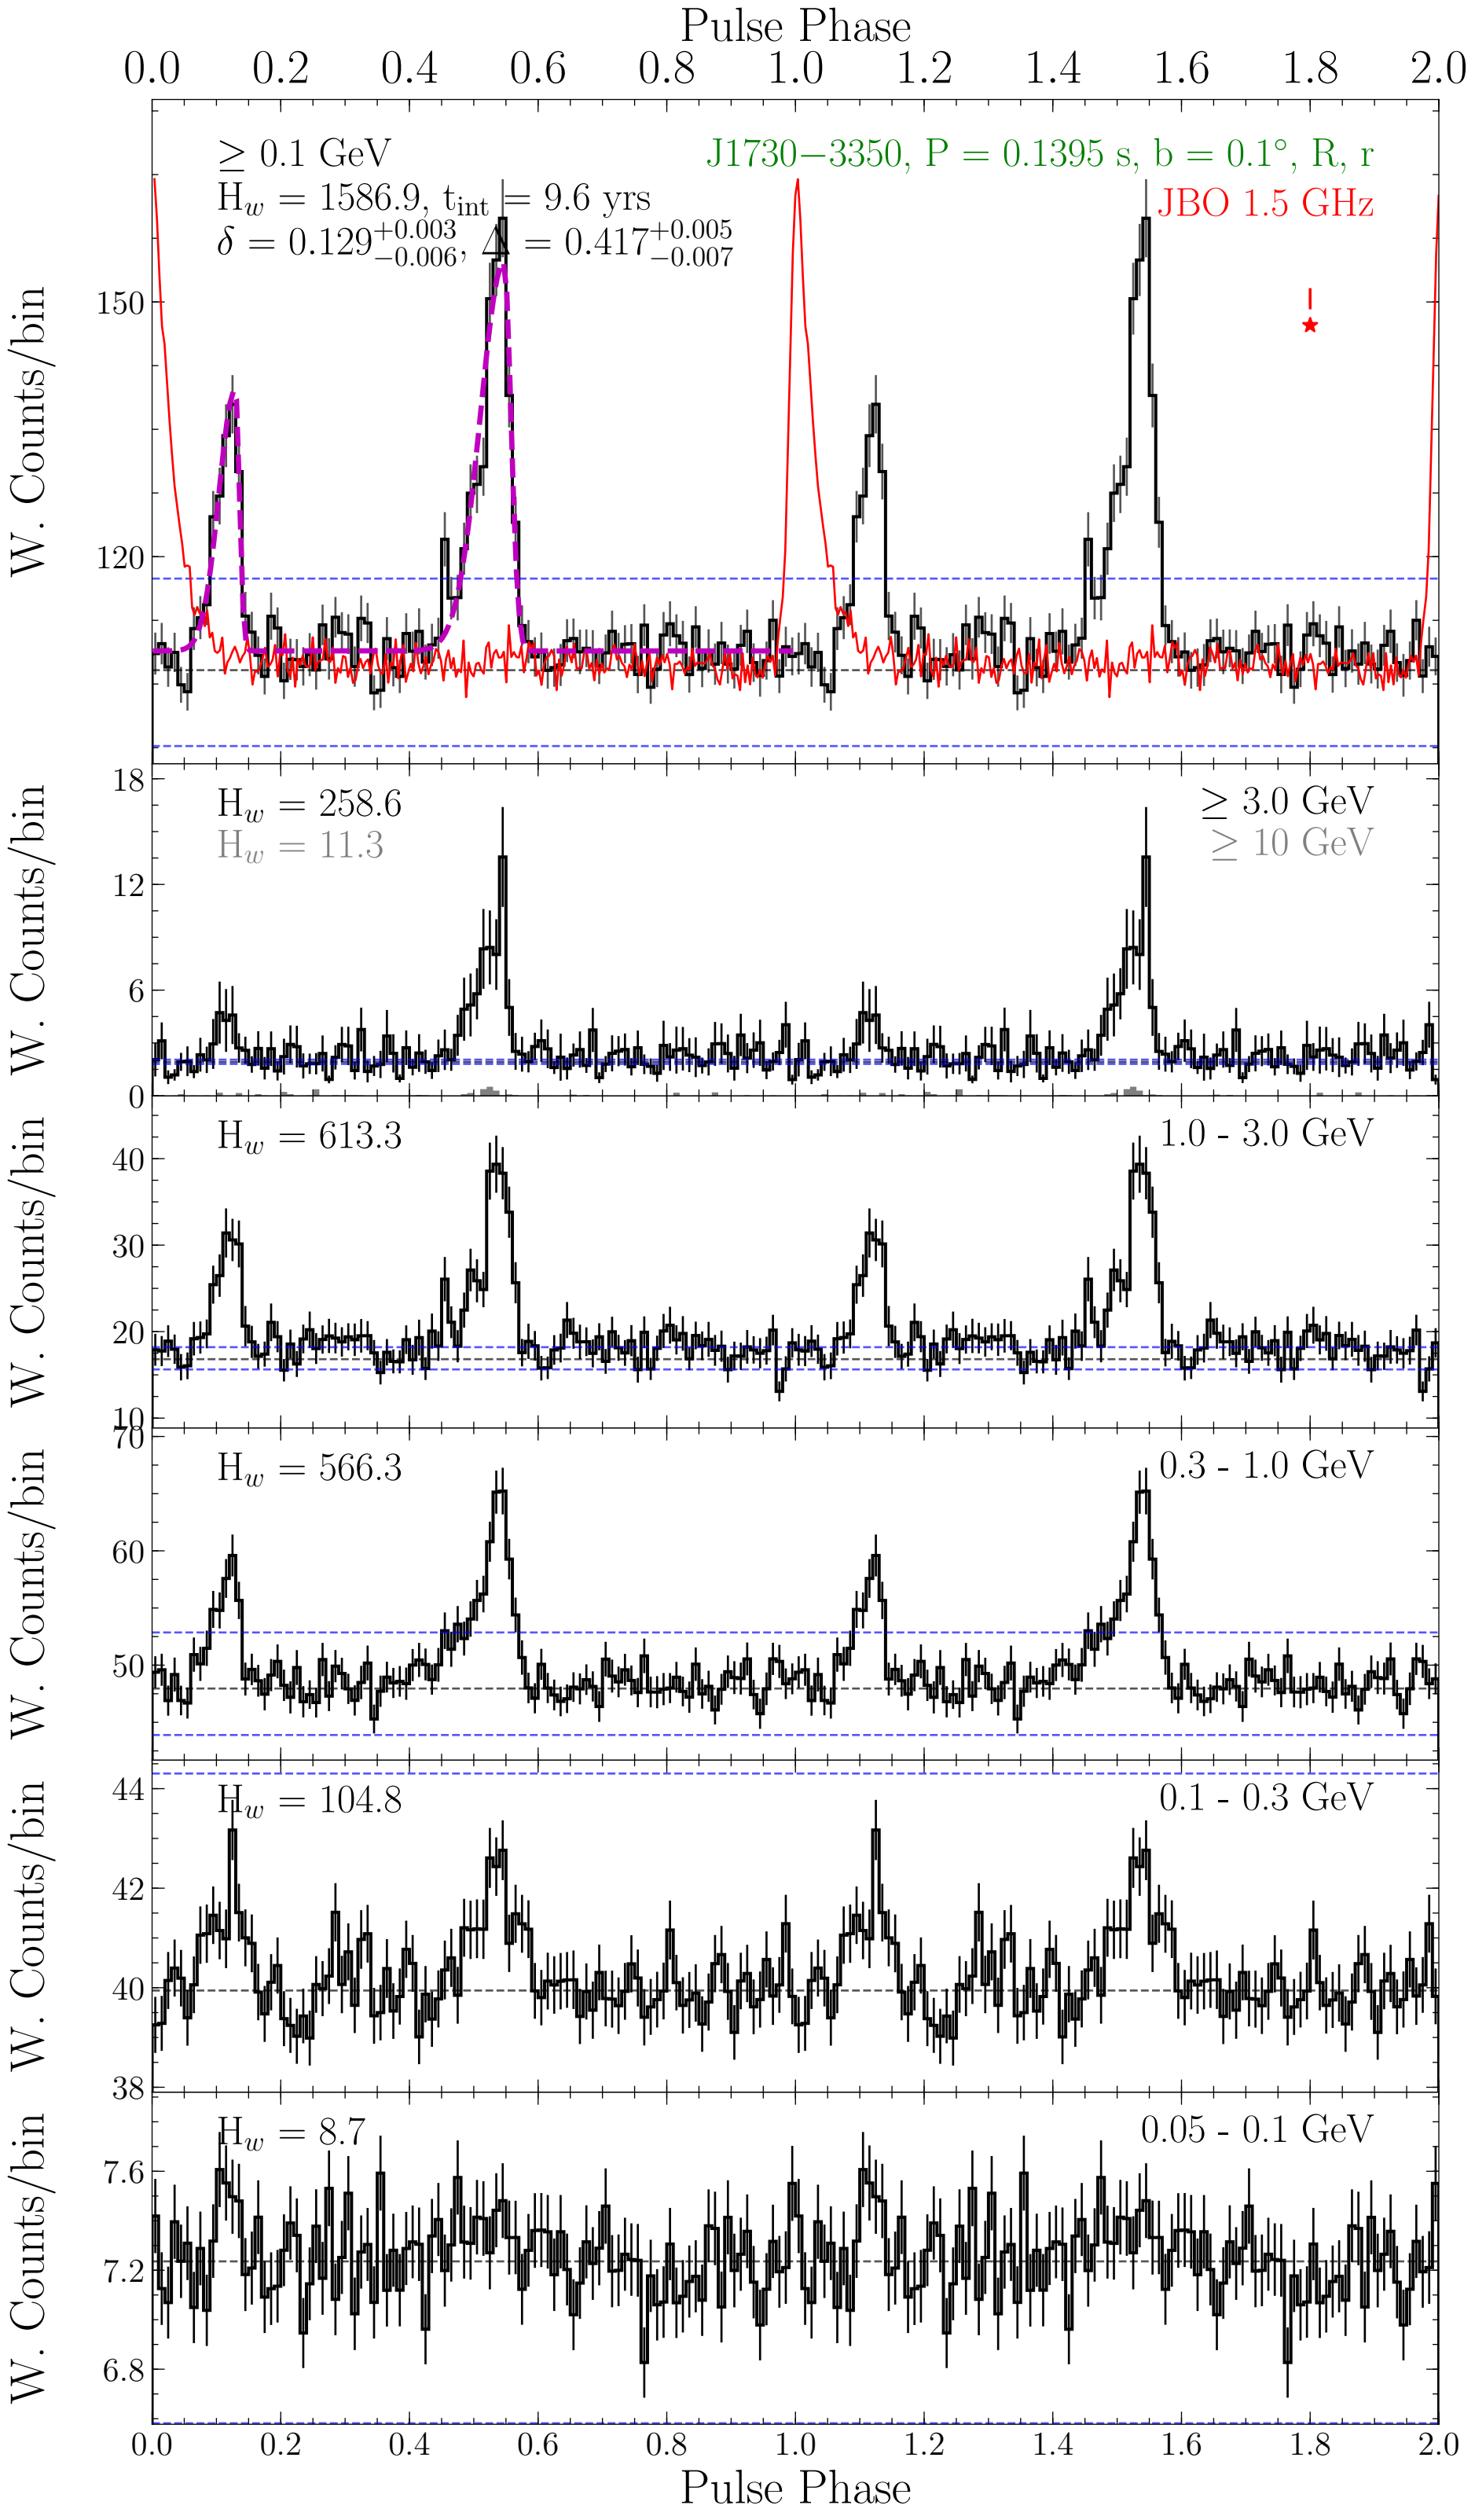 Pulse Phase
0.0 0.2 0.4 0.6 0.8 1.0 1.2 1.4 1.6 1.8 2.0
≥ 0.1 GeV
J1730−3350, P = 0.1395 s, b = 0.1°, R, r
H_w = 1586.9, t_int = 9.6 yrs
JBO 1.5 GHz
δ = 0.129 +0.003 −0.006, Δ = 0.417 +0.005 −0.007
150
120
W. Counts/bin
18
12
6
0
W. Counts/bin
H_w = 258.6
≥ 3.0 GeV
H_w = 11.3
≥ 10 GeV
40
30
20
10
W. Counts/bin
H_w = 613.3
1.0 - 3.0 GeV
70
60
50
W. Counts/bin
H_w = 566.3
0.3 - 1.0 GeV
44
42
40
38
W. Counts/bin
H_w = 104.8
0.1 - 0.3 GeV
7.6
7.2
6.8
W. Counts/bin
H_w = 8.7
0.05 - 0.1 GeV
0.0 0.2 0.4 0.6 0.8 1.0 1.2 1.4 1.6 1.8 2.0
Pulse Phase